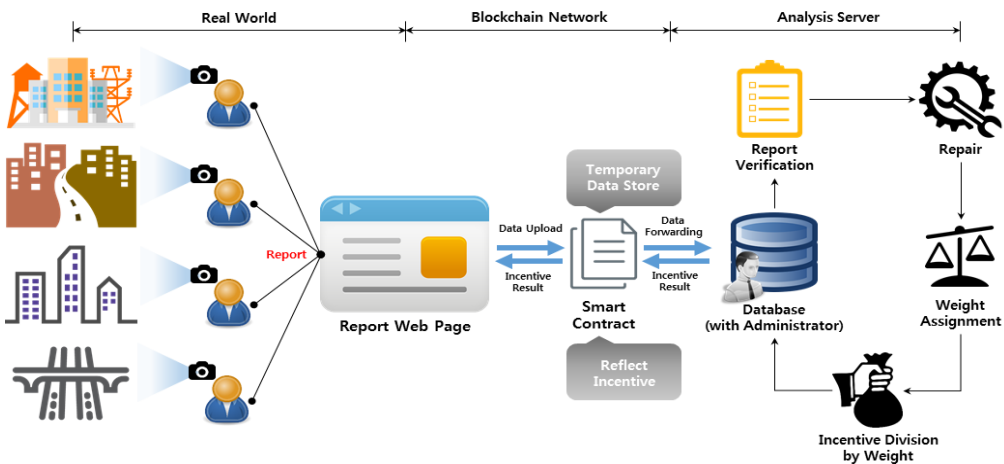 Real World
Blockchain Network
Analysis Server
Report
Report Web Page
Data Upload
Incentive
Result
Temporary
Data Store
Smart
Contract
Reflect
Incentive
Data
Forwarding
Incentive
Result
Report
Verification
Database
(with Administrator)
Repair
Weight
Assignment
Incentive Division
by Weight